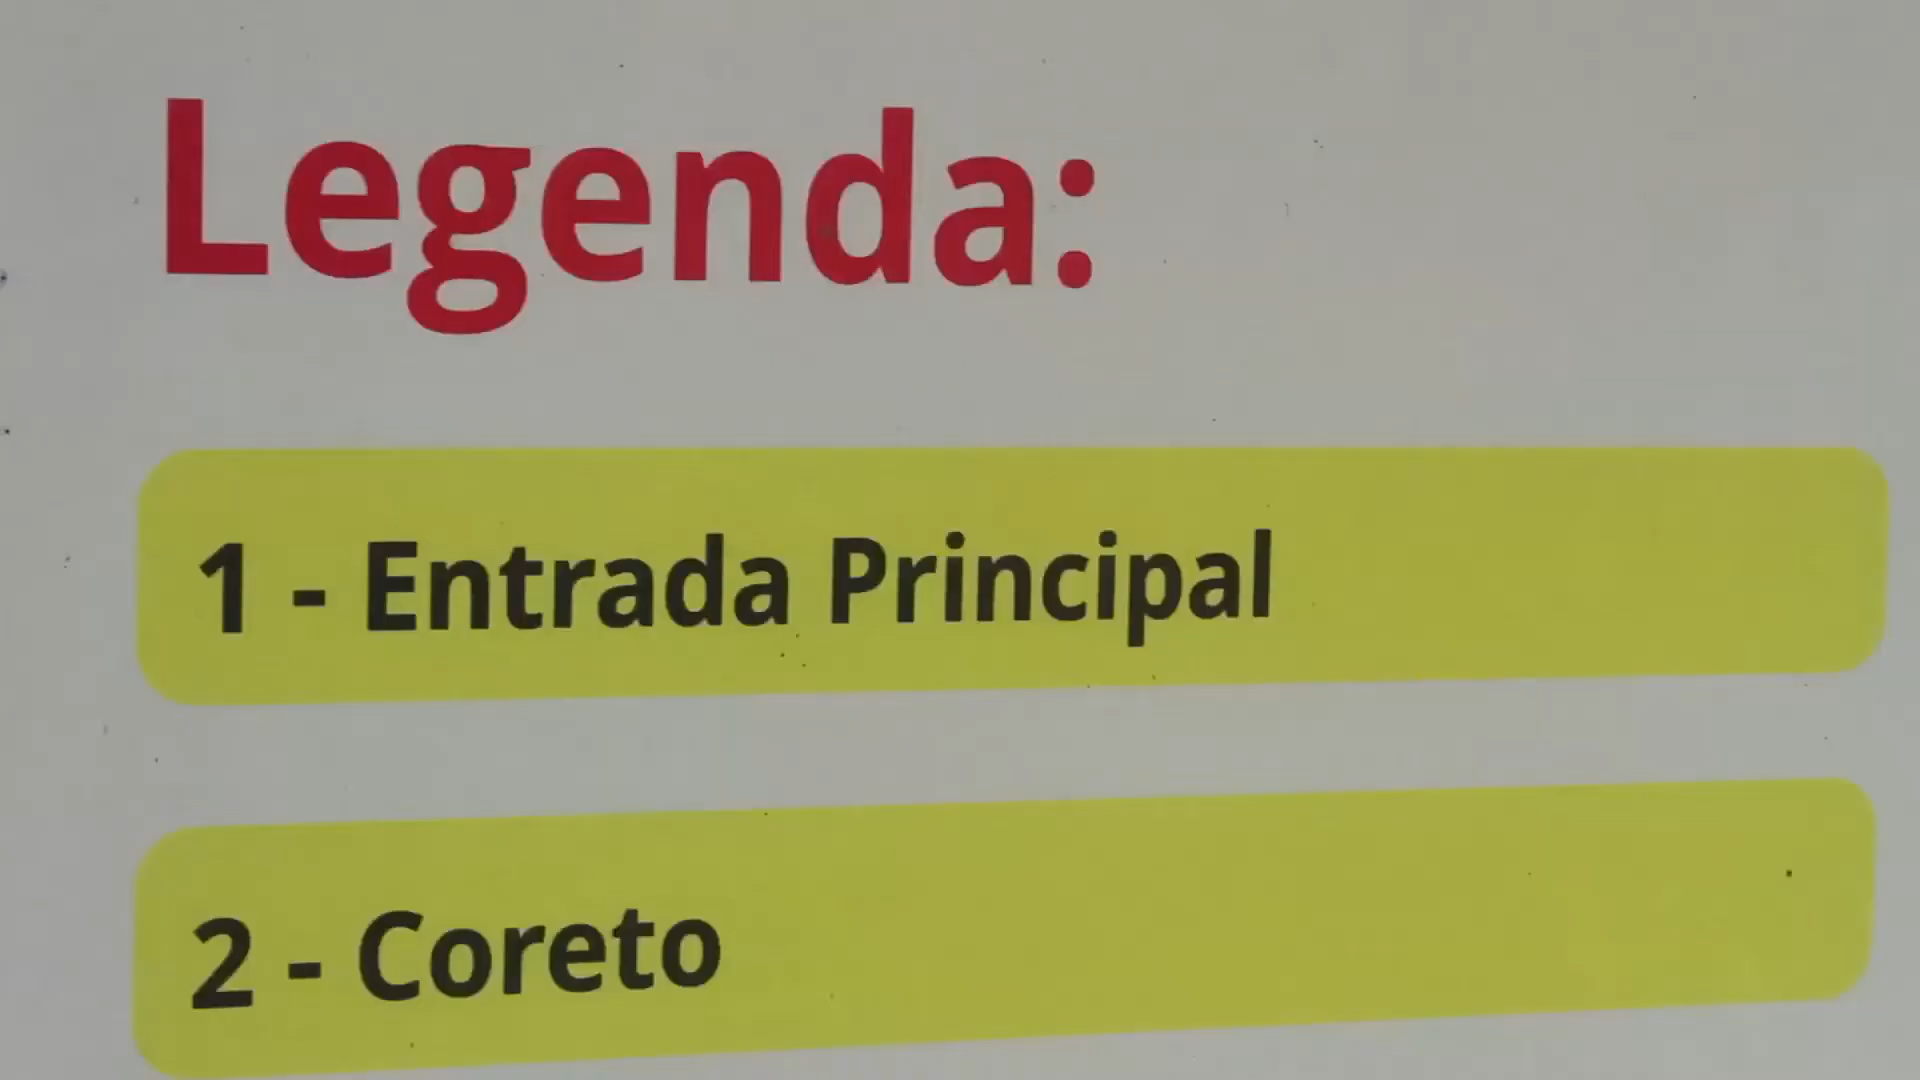 Legenda:
1 - Entrada Principal
2 - Coreto